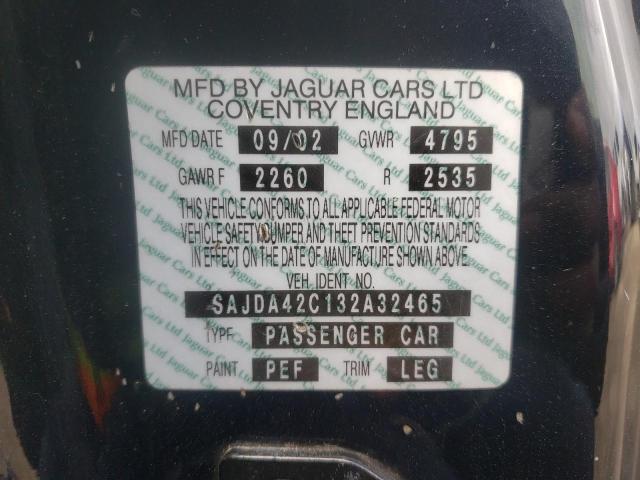 MFD BY JAGUAR CARS LTD
COVENTRY ENGLAND
MFD DATE 09/02 GVWR 4795
GAWR F 2260 R 2535
THIS VEHICLE CONFORMS TO ALL APPLICABLE FEDERAL MOTOR
VEHICLE SAFETY,BUMPER AND THEFT PREVENTION STANDARDS
IN EFFECT ON THE DATE OF MANUFACTURE SHOWN ABOVE.
VEH. IDENT NO.
SAJDA42C132A32465
TYPE PASSENGER CAR
PAINT PEF TRIM LEG